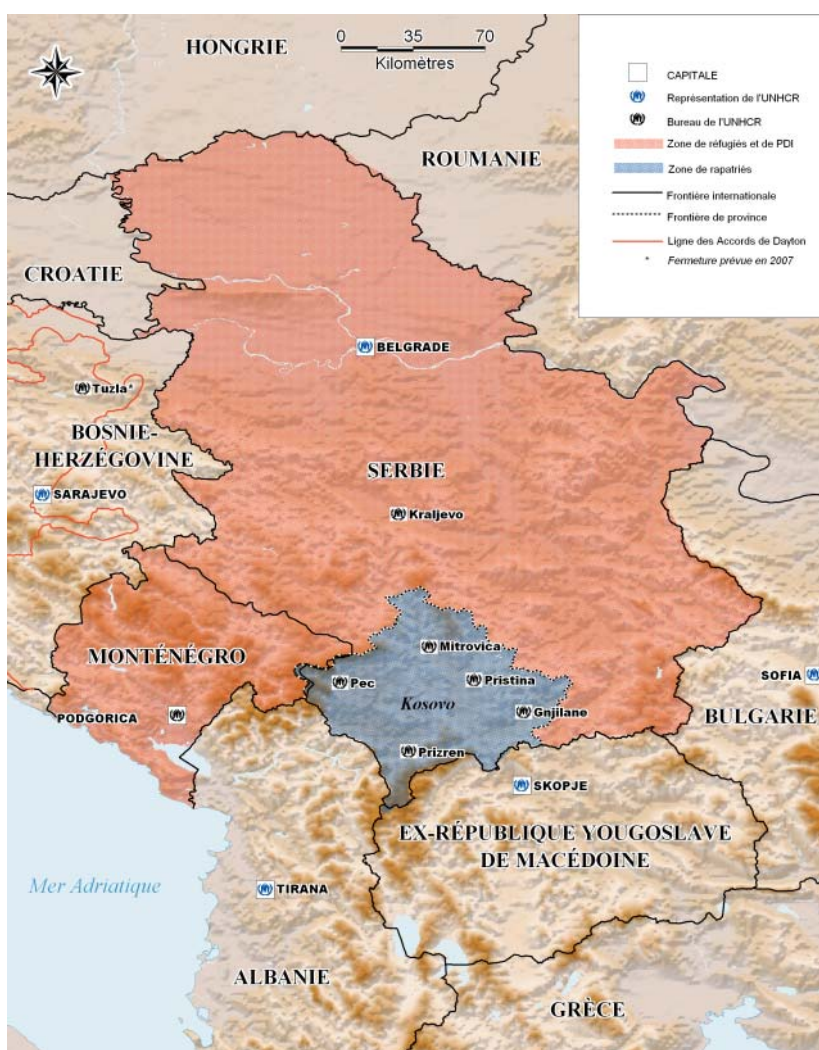 HONGRIE
0 35 70
Kilomètres
CAPITALE
Représentation de l'UNHCR
Bureau de l'UNHCR
Zone de réfugiés et de PDI
Zone de rapatriés
Frontière internationale
Frontière de province
Ligne des Accords de Dayton
* Fermeture prévue en 2007
ROUMANIE
CROATIE
BELGRADE
Tuzla*
BOSNIE-
HERZÉGOVINE
SERBIE
SARAJEVO
Kraljevo
MONTÉNÉGRO
Mitrovica
Pec
Pristina
SOFIA
Kosovo
Gnjilane
BULGARIE
PODGORICA
Prizren
SKOPJE
EX-RÉPUBLIQUE YOUGOSLAVE
DE MACÉDOINE
Mer Adriatique
TIRANA
ALBANIE
GRÈCE